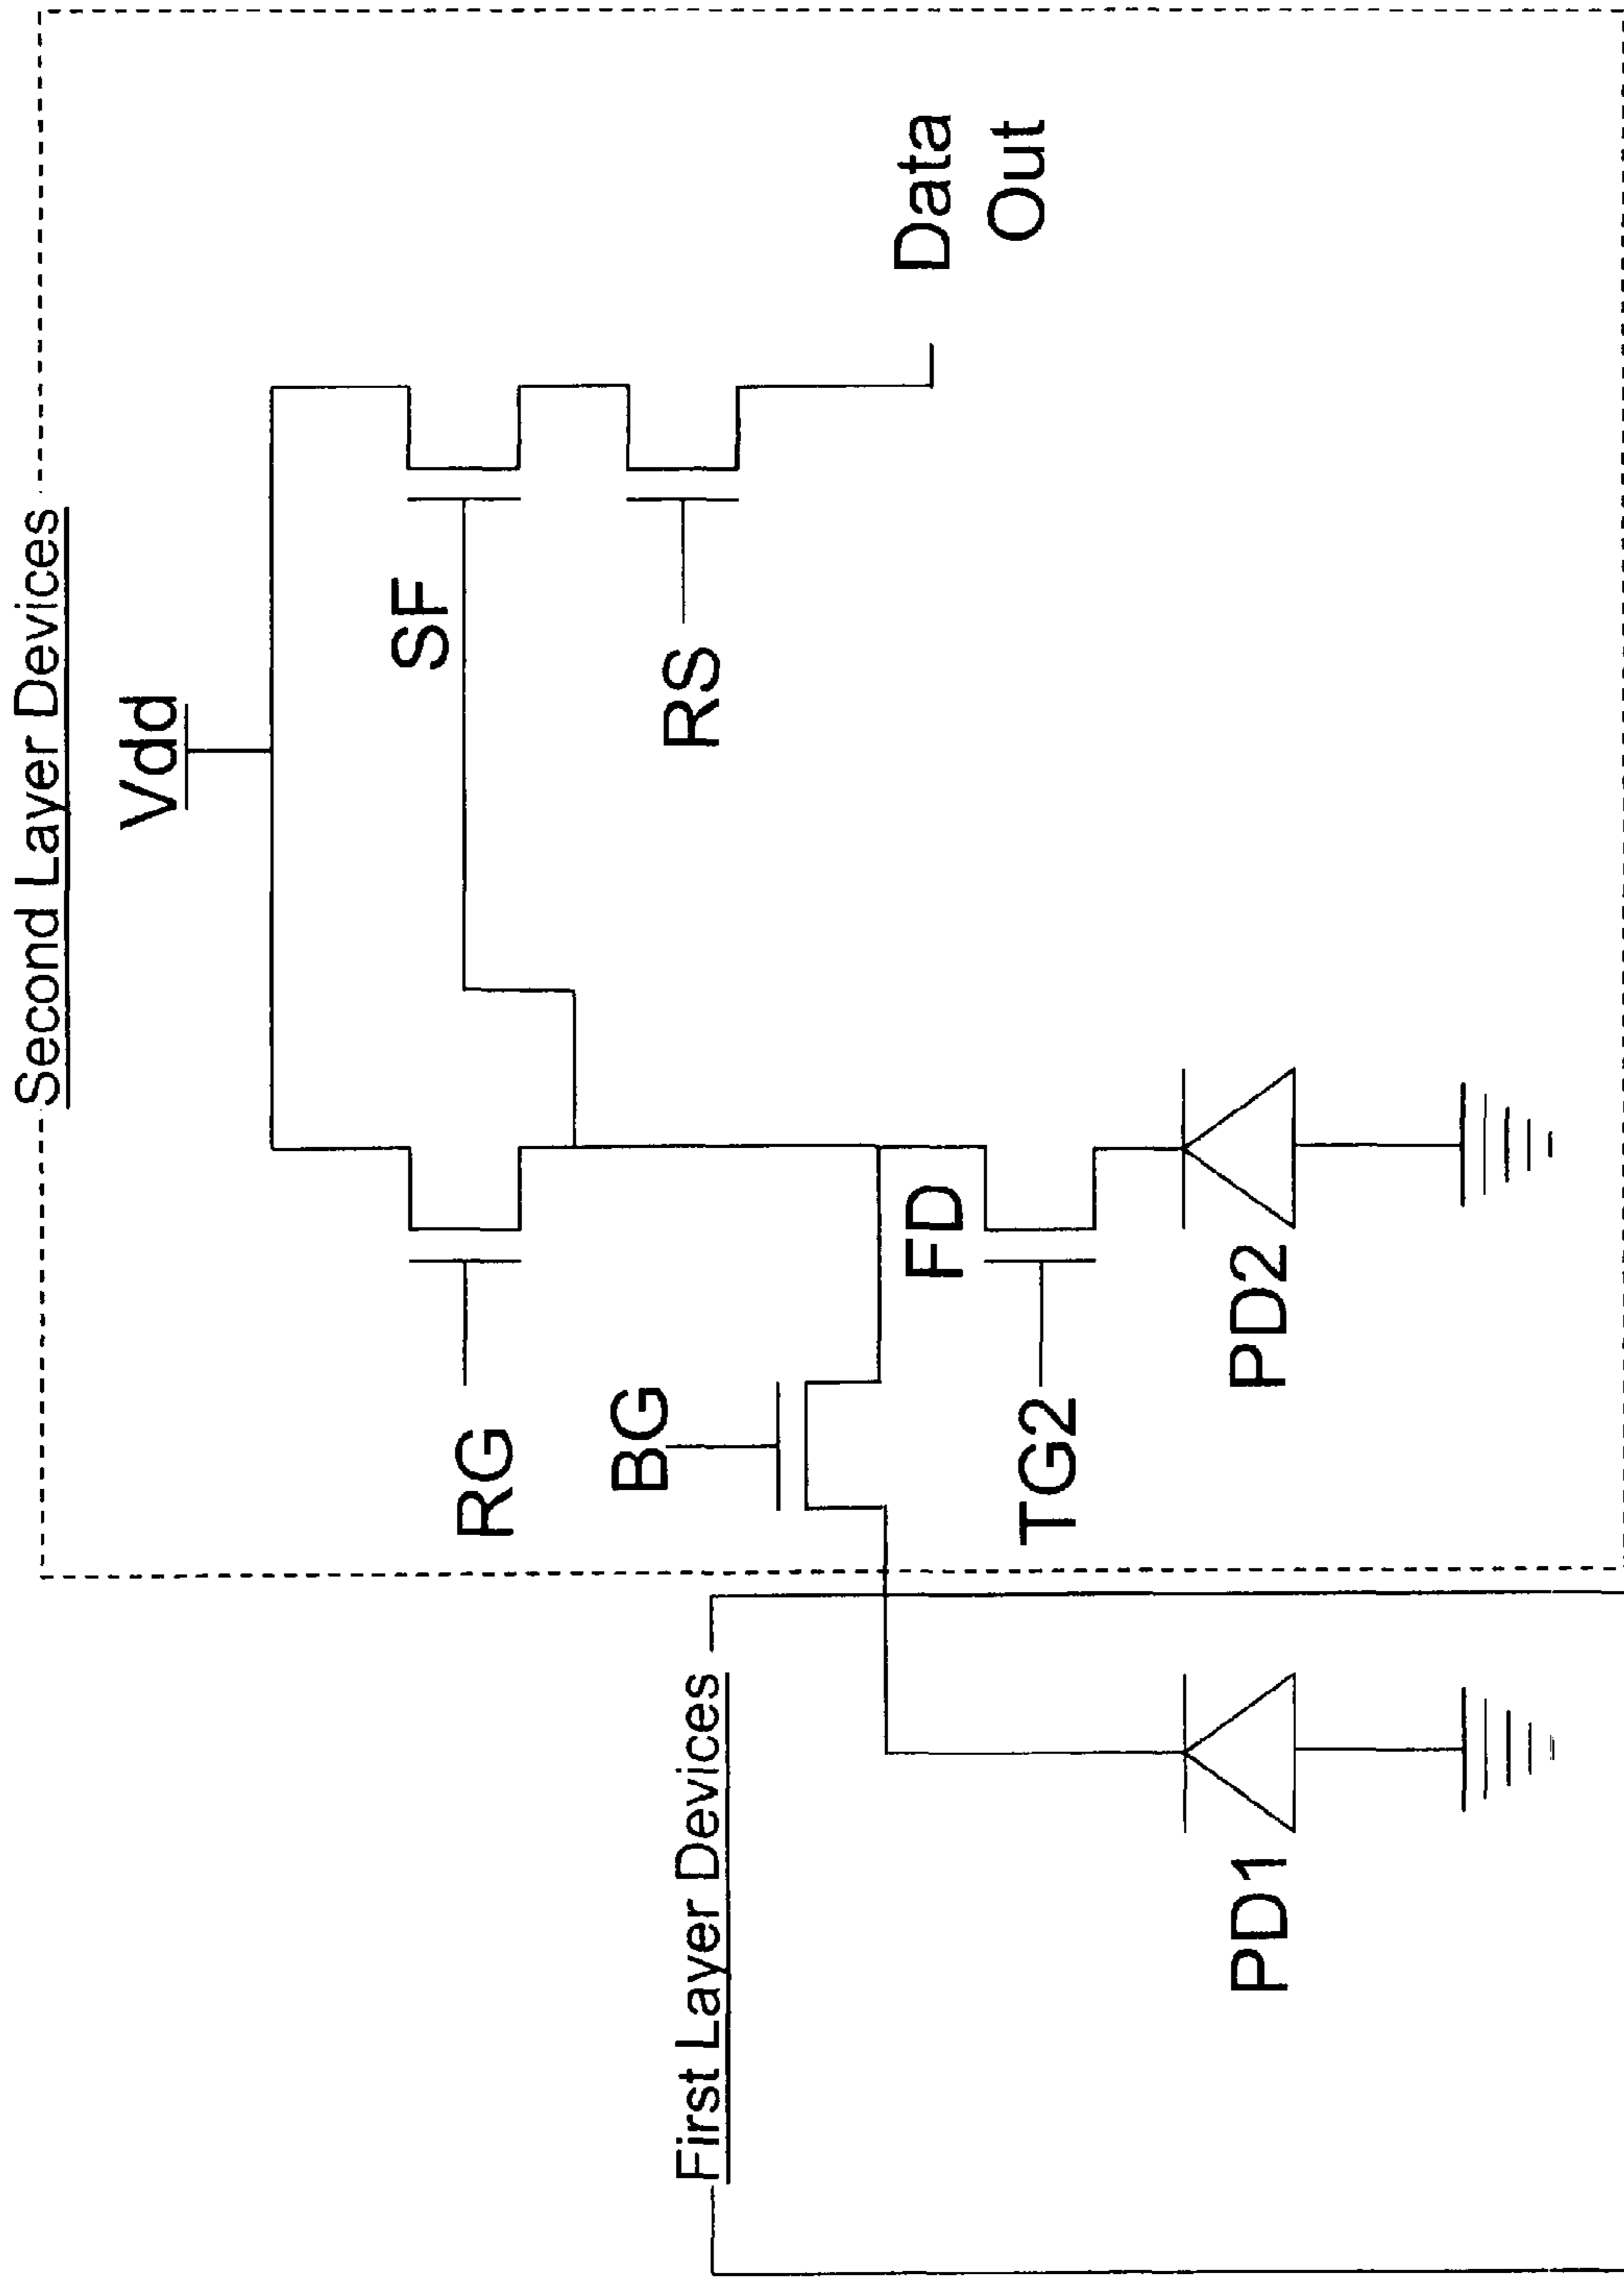 Second Layer Devices
Vdd
SF
RG
RS
BG
First Layer Devices
FD
Data
Out
TG2
PD1
PD2